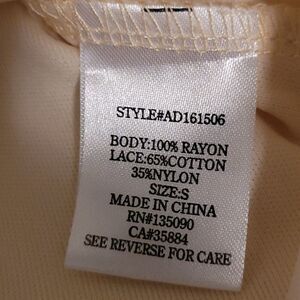 STYLE#AD161506
BODY:100% RAYON
LACE:65%COTTON
35%NYLON
SIZE:S
MADE IN CHINA
RN#135090
CA#35884
SEE REVERSE FOR CARE